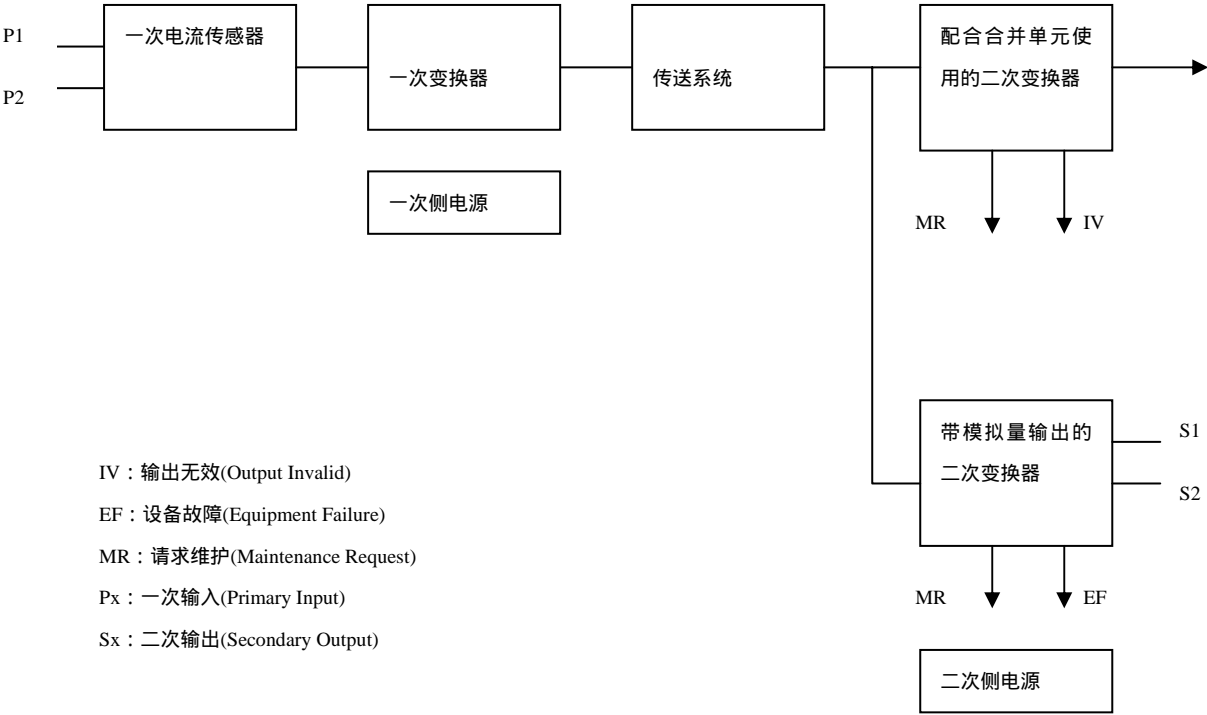 P1
P2
一次电流传感器
一次变换器
传送系统
配合合并单元使
用的二次变换器
一次侧电源
MR
IV
带模拟量输出的
二次变换器
S1
S2
MR
EF
二次侧电源
IV：输出无效(Output Invalid)
EF：设备故障(Equipment Failure)
MR：请求维护(Maintenance Request)
Px：一次输入(Primary Input)
Sx：二次输出(Secondary Output)